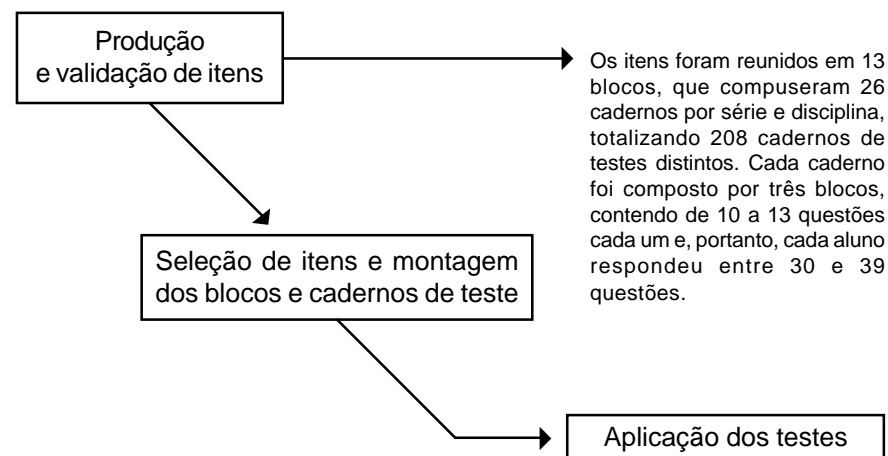 Produção
e validação de itens
Os itens foram reunidos em 13
blocos, que compuseram 26
cadernos por série e disciplina,
totalizando 208 cadernos de
testes distintos. Cada caderno
foi composto por três blocos,
contendo de 10 a 13 questões
cada um e, portanto, cada aluno
respondeu entre 30 e 39
questões.
Seleção de itens e montagem
dos blocos e cadernos de teste
Aplicação dos testes